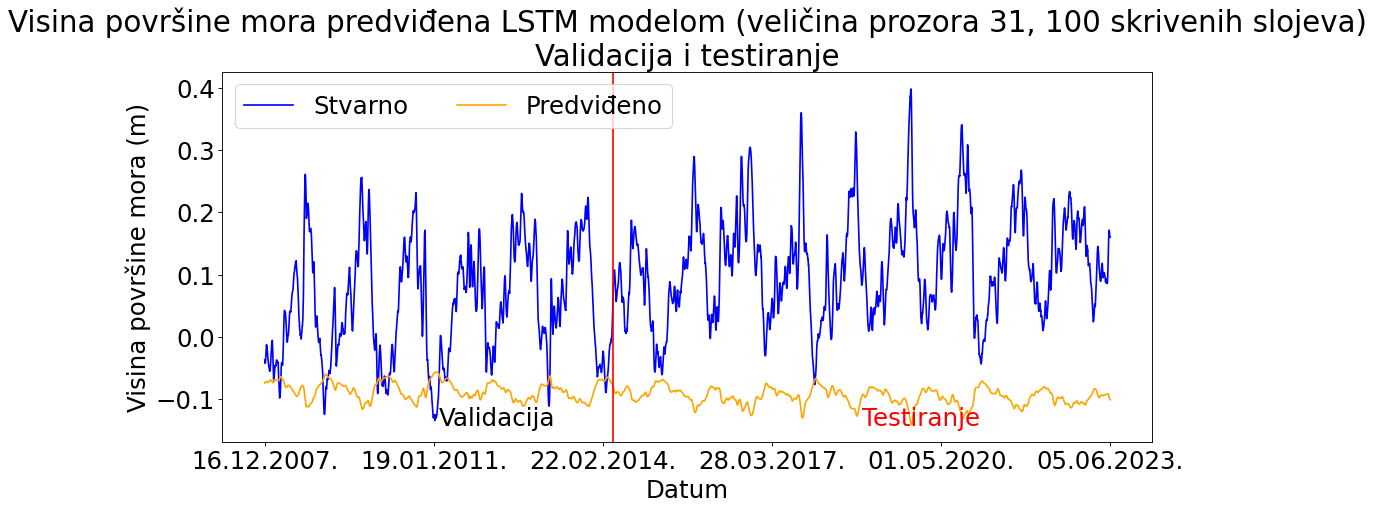 Visina površine mora predviđena LSTM modelom (veličina prozora 31, 100 skrivenih slojeva)
Validacija i testiranje
Stvarno
Predviđeno
Visina površine mora (m)
0.4
0.3
0.2
0.1
0.0
−0.1
Validacija
Testiranje
16.12.2007.
19.01.2011.
22.02.2014.
28.03.2017.
01.05.2020.
05.06.2023.
Datum